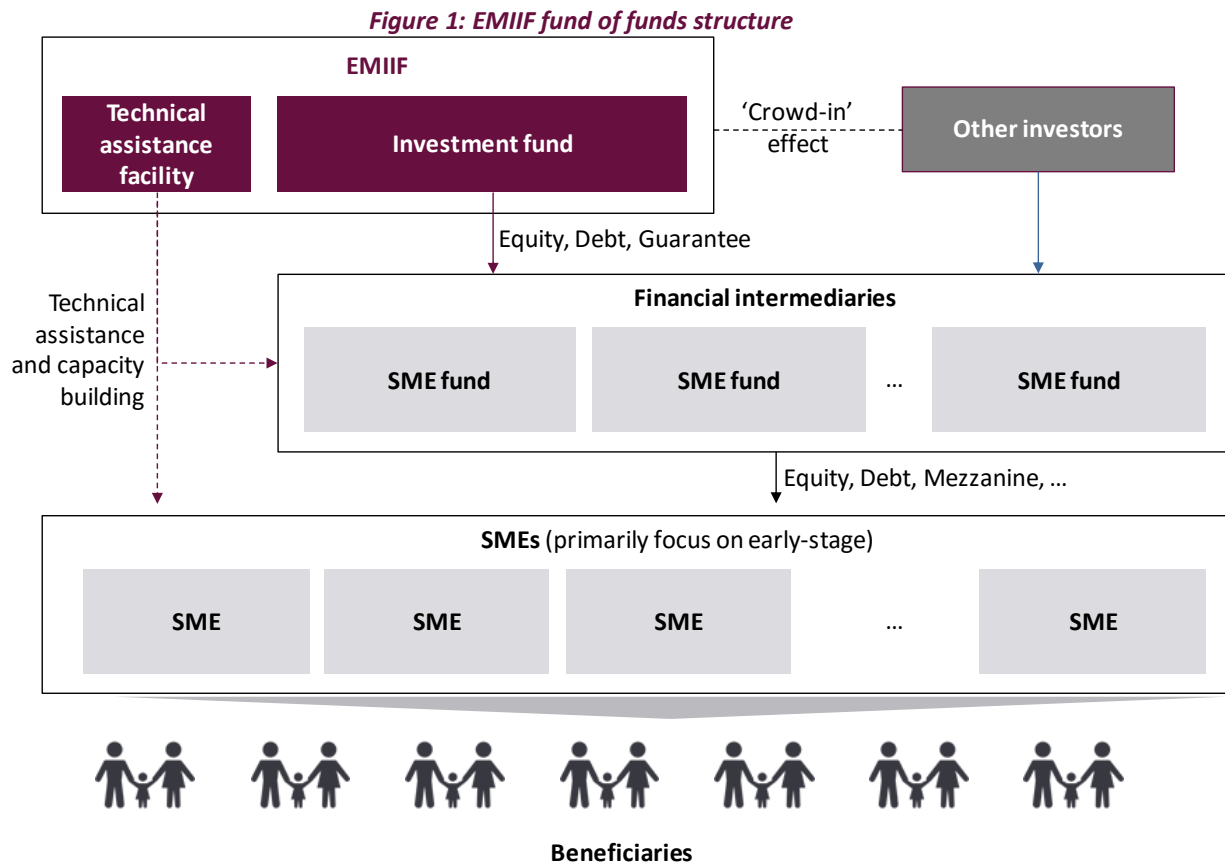 Figure 1: EMIIF fund of funds structure
EMIIF
Technical
assistance
facility
Investment fund
‘Crowd-in’
effect
Other investors
Equity, Debt, Guarantee
Technical
assistance
and capacity
building
Financial intermediaries
SME fund
SME fund
...
SME fund
Equity, Debt, Mezzanine, ...
SMEs (primarily focus on early-stage)
SME
SME
SME
...
SME
Beneficiaries